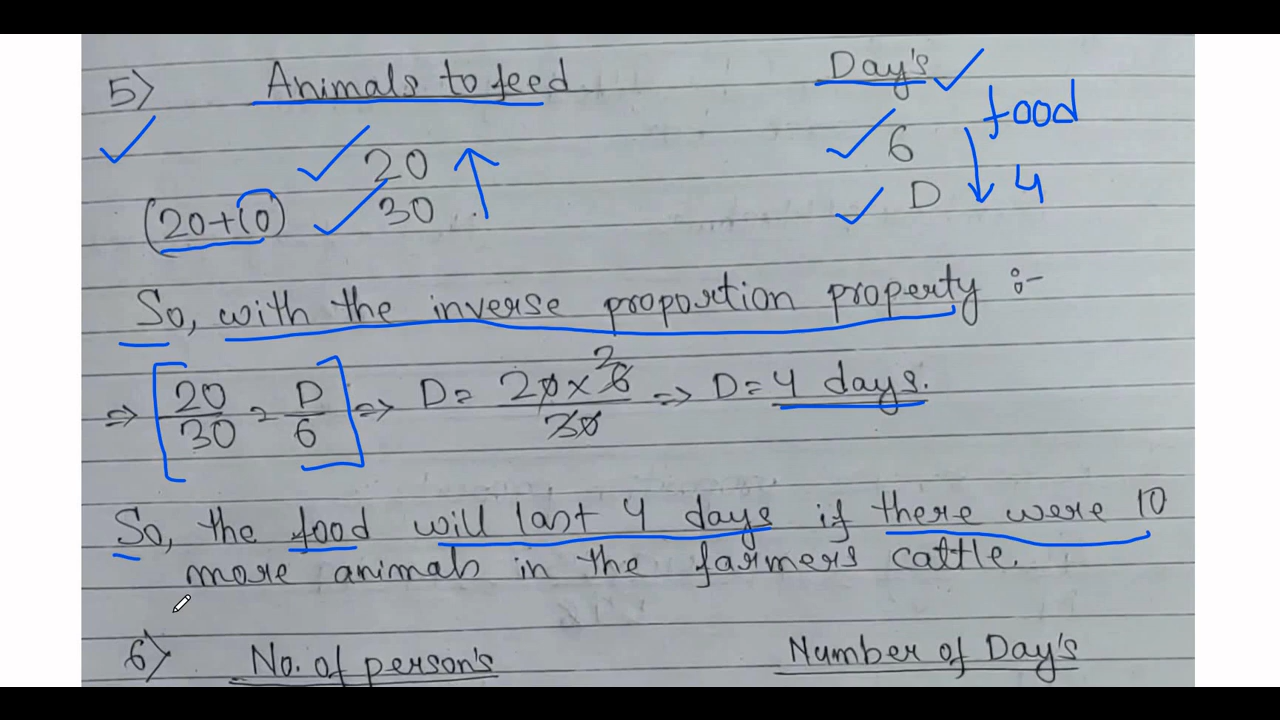 5) Animals to feed Day's
food
20 6
(20+10) 30 D 4
So, with the inverse proportion property :-
⇒ [20/30 = D/6] ⇒ D = 20 × 6 2 / 30 ⇒ D = 4 days.
So, the food will last 4 days if there were 10
more animals in the farmers cattle.
6) No. of person's Number of Day's